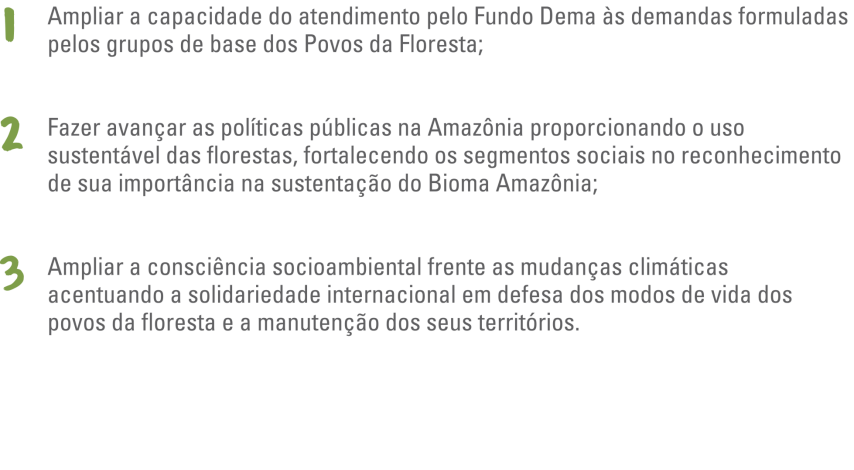 1 Ampliar a capacidade do atendimento pelo Fundo Dema às demandas formuladas
pelos grupos de base dos Povos da Floresta;
2 Fazer avançar as políticas públicas na Amazônia proporcionando o uso
sustentável das florestas, fortalecendo os segmentos sociais no reconhecimento
de sua importância na sustentação do Bioma Amazônia;
3 Ampliar a consciência socioambiental frente as mudanças climáticas
acentuando a solidariedade internacional em defesa dos modos de vida dos
povos da floresta e a manutenção dos seus territórios.